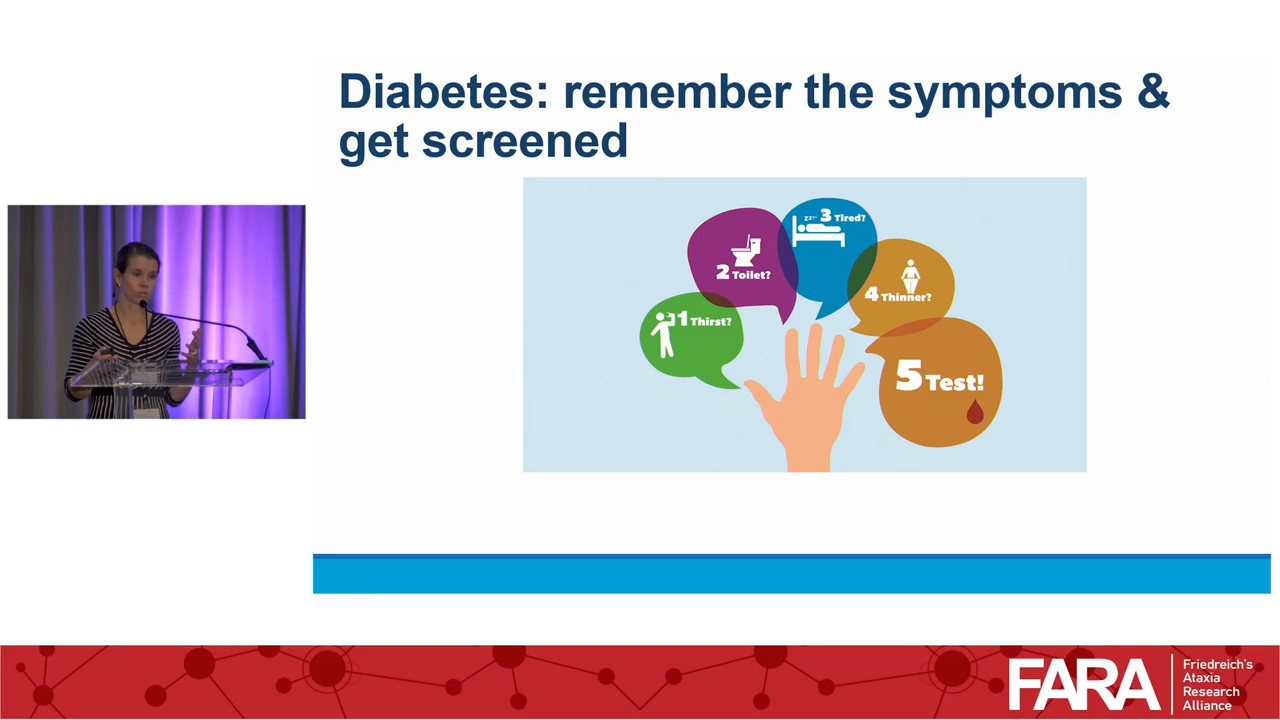 Diabetes: remember the symptoms &
get screened
1 Thirst?
2 Toilet?
zzz 3 Tired?
4 Thinner?
5 Test!
FARA
Friedreich's
Ataxia
Research
Alliance